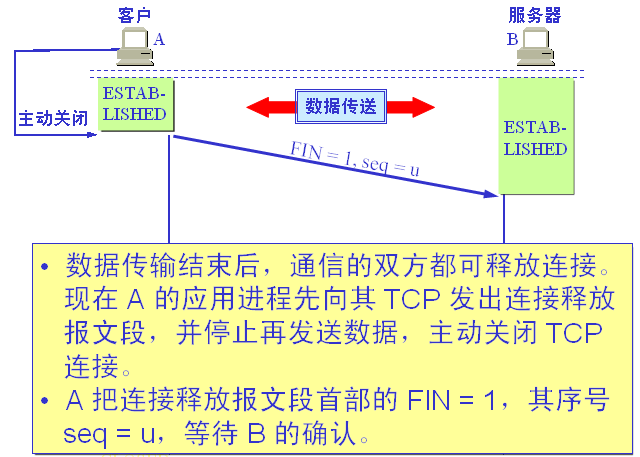 客户
服务器
A
B
ESTAB-
LISHED
数据传送
主动关闭
ESTAB-
LISHED
FIN = 1, seq = u
• 数据传输结束后，通信的双方都可释放连接。
现在 A 的应用进程先向其 TCP 发出连接释放
报文段，并停止再发送数据，主动关闭 TCP
连接。
• A 把连接释放报文段首部的 FIN = 1，其序号
seq = u，等待 B 的确认。